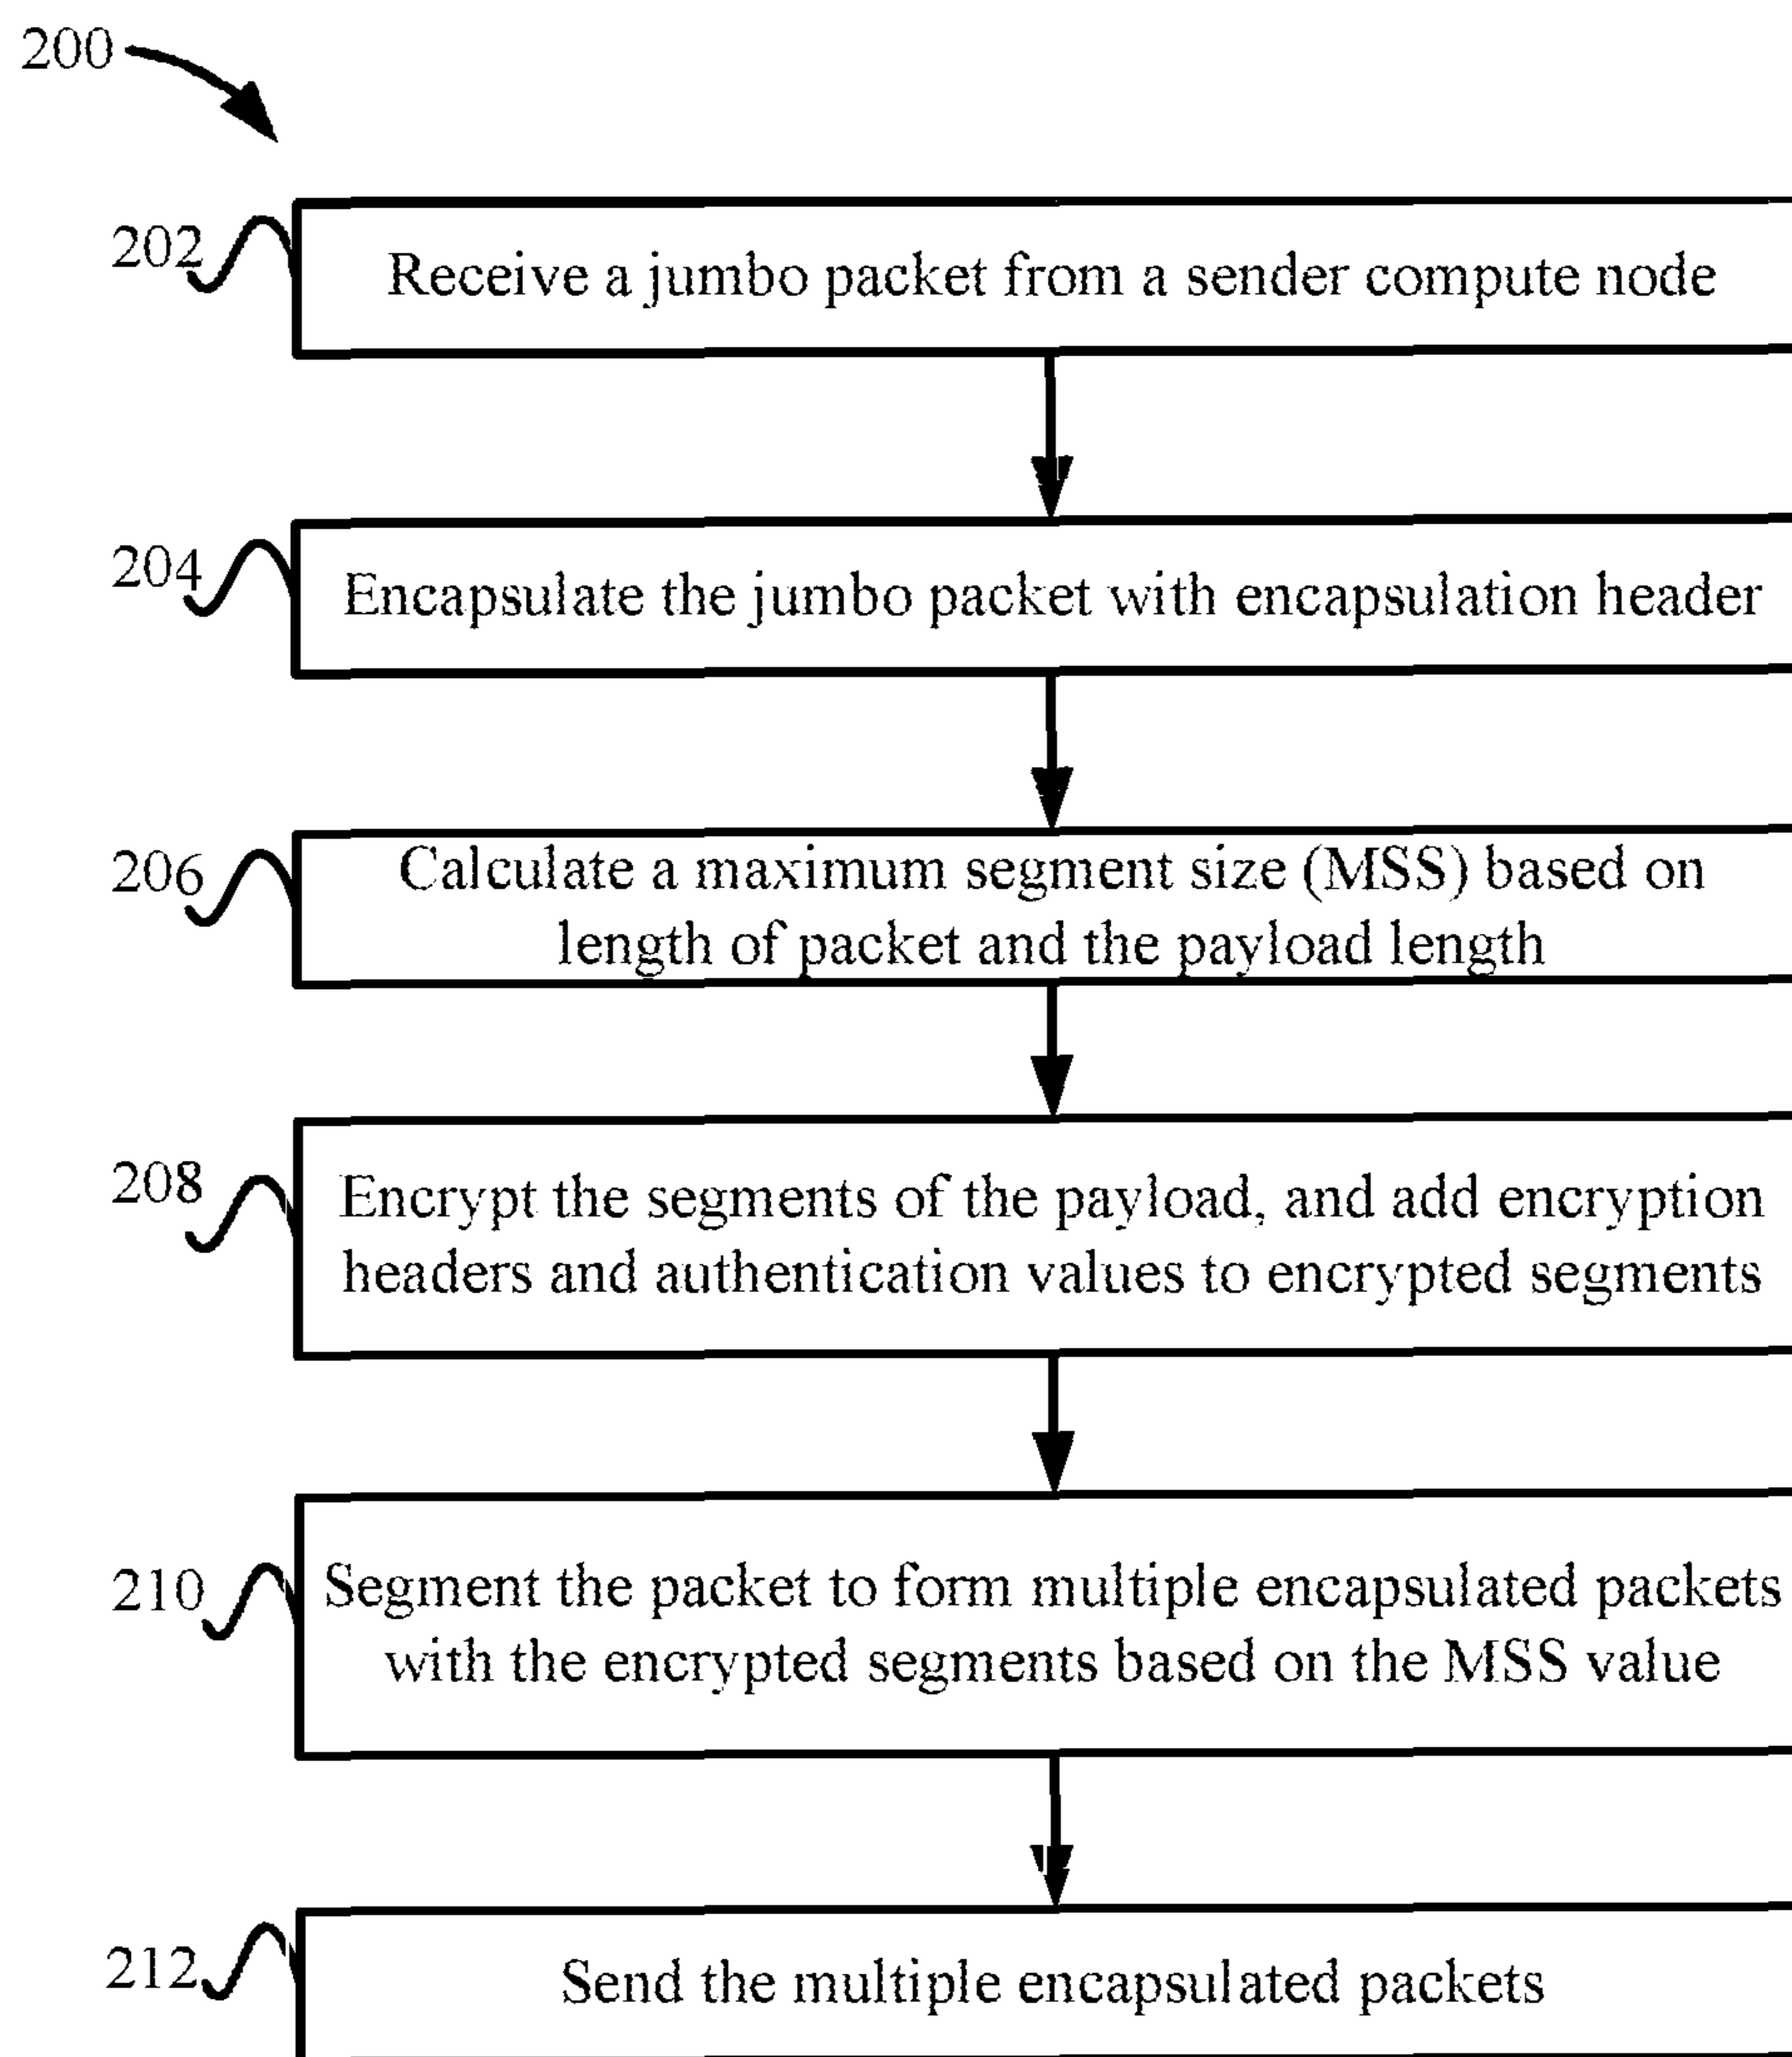 200
202
Receive a jumbo packet from a sender compute node
204
Encapsulate the jumbo packet with encapsulation header
206
Calculate a maximum segment size (MSS) based on
length of packet and the payload length
208
Encrypt the segments of the payload, and add encryption
headers and authentication values to encrypted segments
210
Segment the packet to form multiple encapsulated packets
with the encrypted segments based on the MSS value
212
Send the multiple encapsulated packets